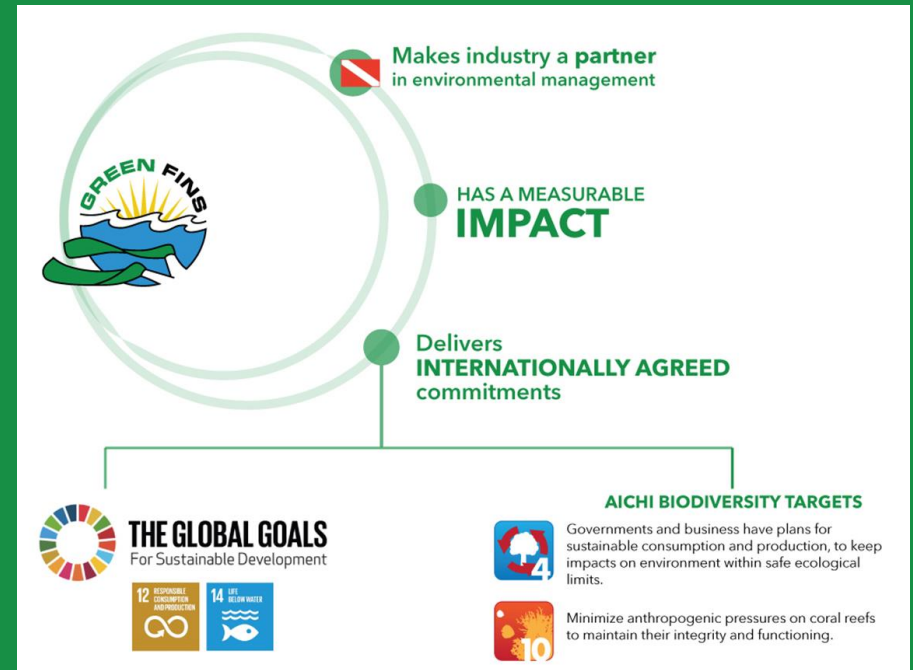 Makes industry a partner
in environmental management
GREEN FINS
HAS A MEASURABLE
IMPACT
Delivers
INTERNATIONALLY AGREED
commitments
THE GLOBAL GOALS
For Sustainable Development
12 RESPONSIBLE
CONSUMPTION
AND PRODUCTION
14 LIFE
BELOW WATER
AICHI BIODIVERSITY TARGETS
Governments and business have plans for
sustainable consumption and production, to keep
impacts on environment within safe ecological
limits.
4
Minimize anthropogenic pressures on coral reefs
to maintain their integrity and functioning.
10